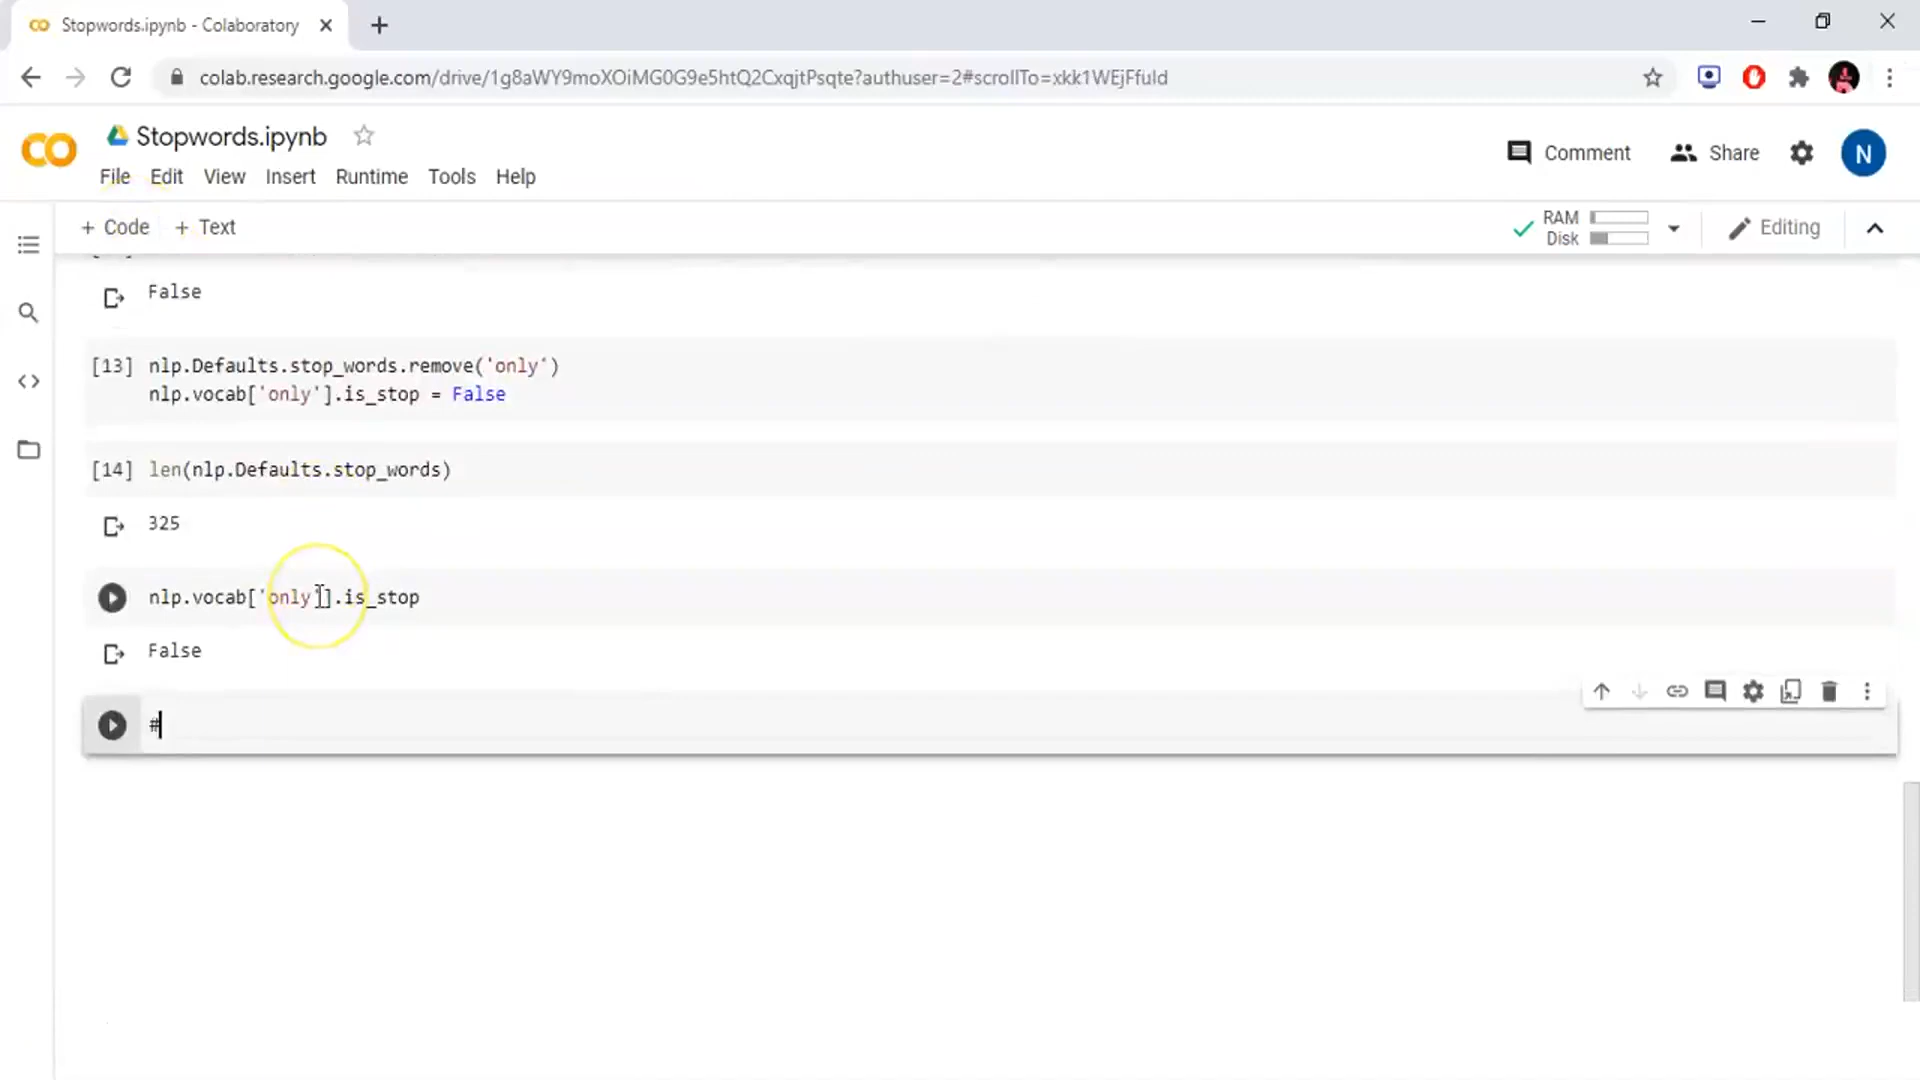 Stopwords.ipynb - Colaboratory
colab.research.google.com/drive/1g8aWY9moXOiMG0G9e5htQ2CxqjtPsqte?authuser=2#scrollTo=xkk1WEjFfuId
Stopwords.ipynb
File Edit View Insert Runtime Tools Help
Comment Share N
+ Code + Text
RAM
Disk
Editing
False
[13] nlp.Defaults.stop_words.remove('only')
nlp.vocab['only'].is_stop = False
[14] len(nlp.Defaults.stop_words)
325
nlp.vocab['only'].is_stop
False
#